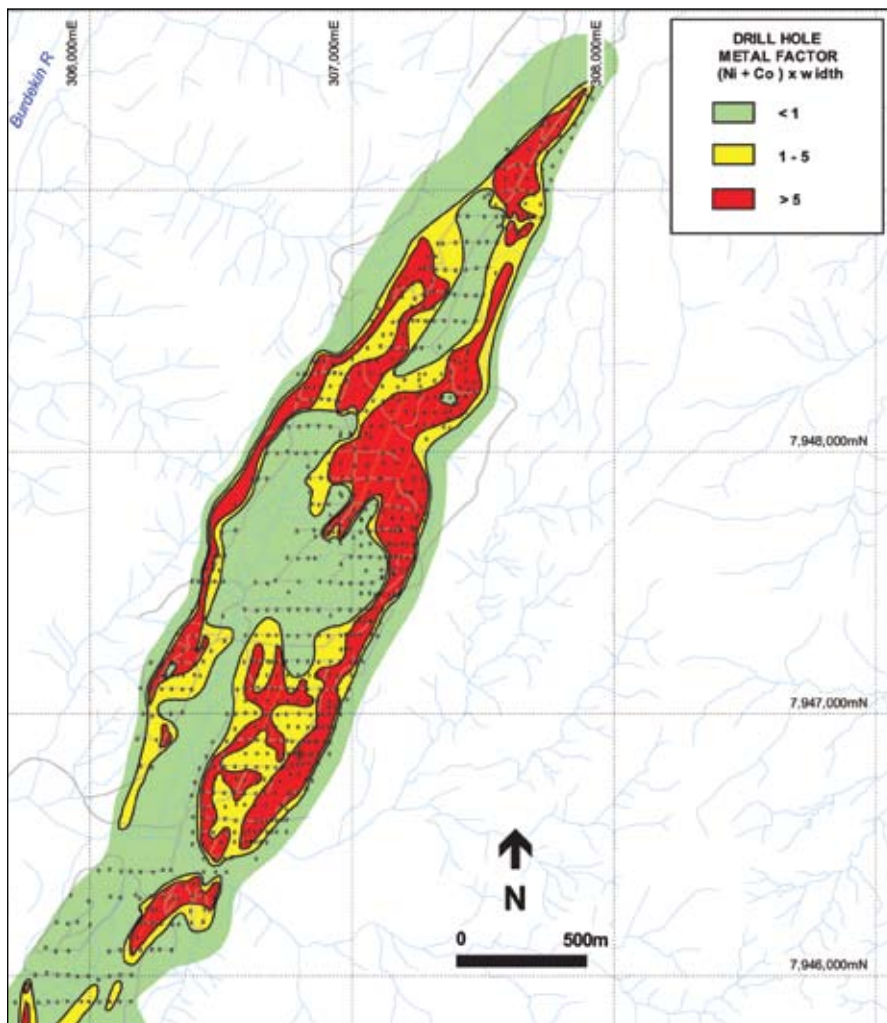 306,000mE
307,000mE
308,000mE
Burdekin R
DRILL HOLE
METAL FACTOR
(Ni + Co ) x width
< 1
1 - 5
> 5
7,948,000mN
7,947,000mN
N
0 500m
7,946,000mN